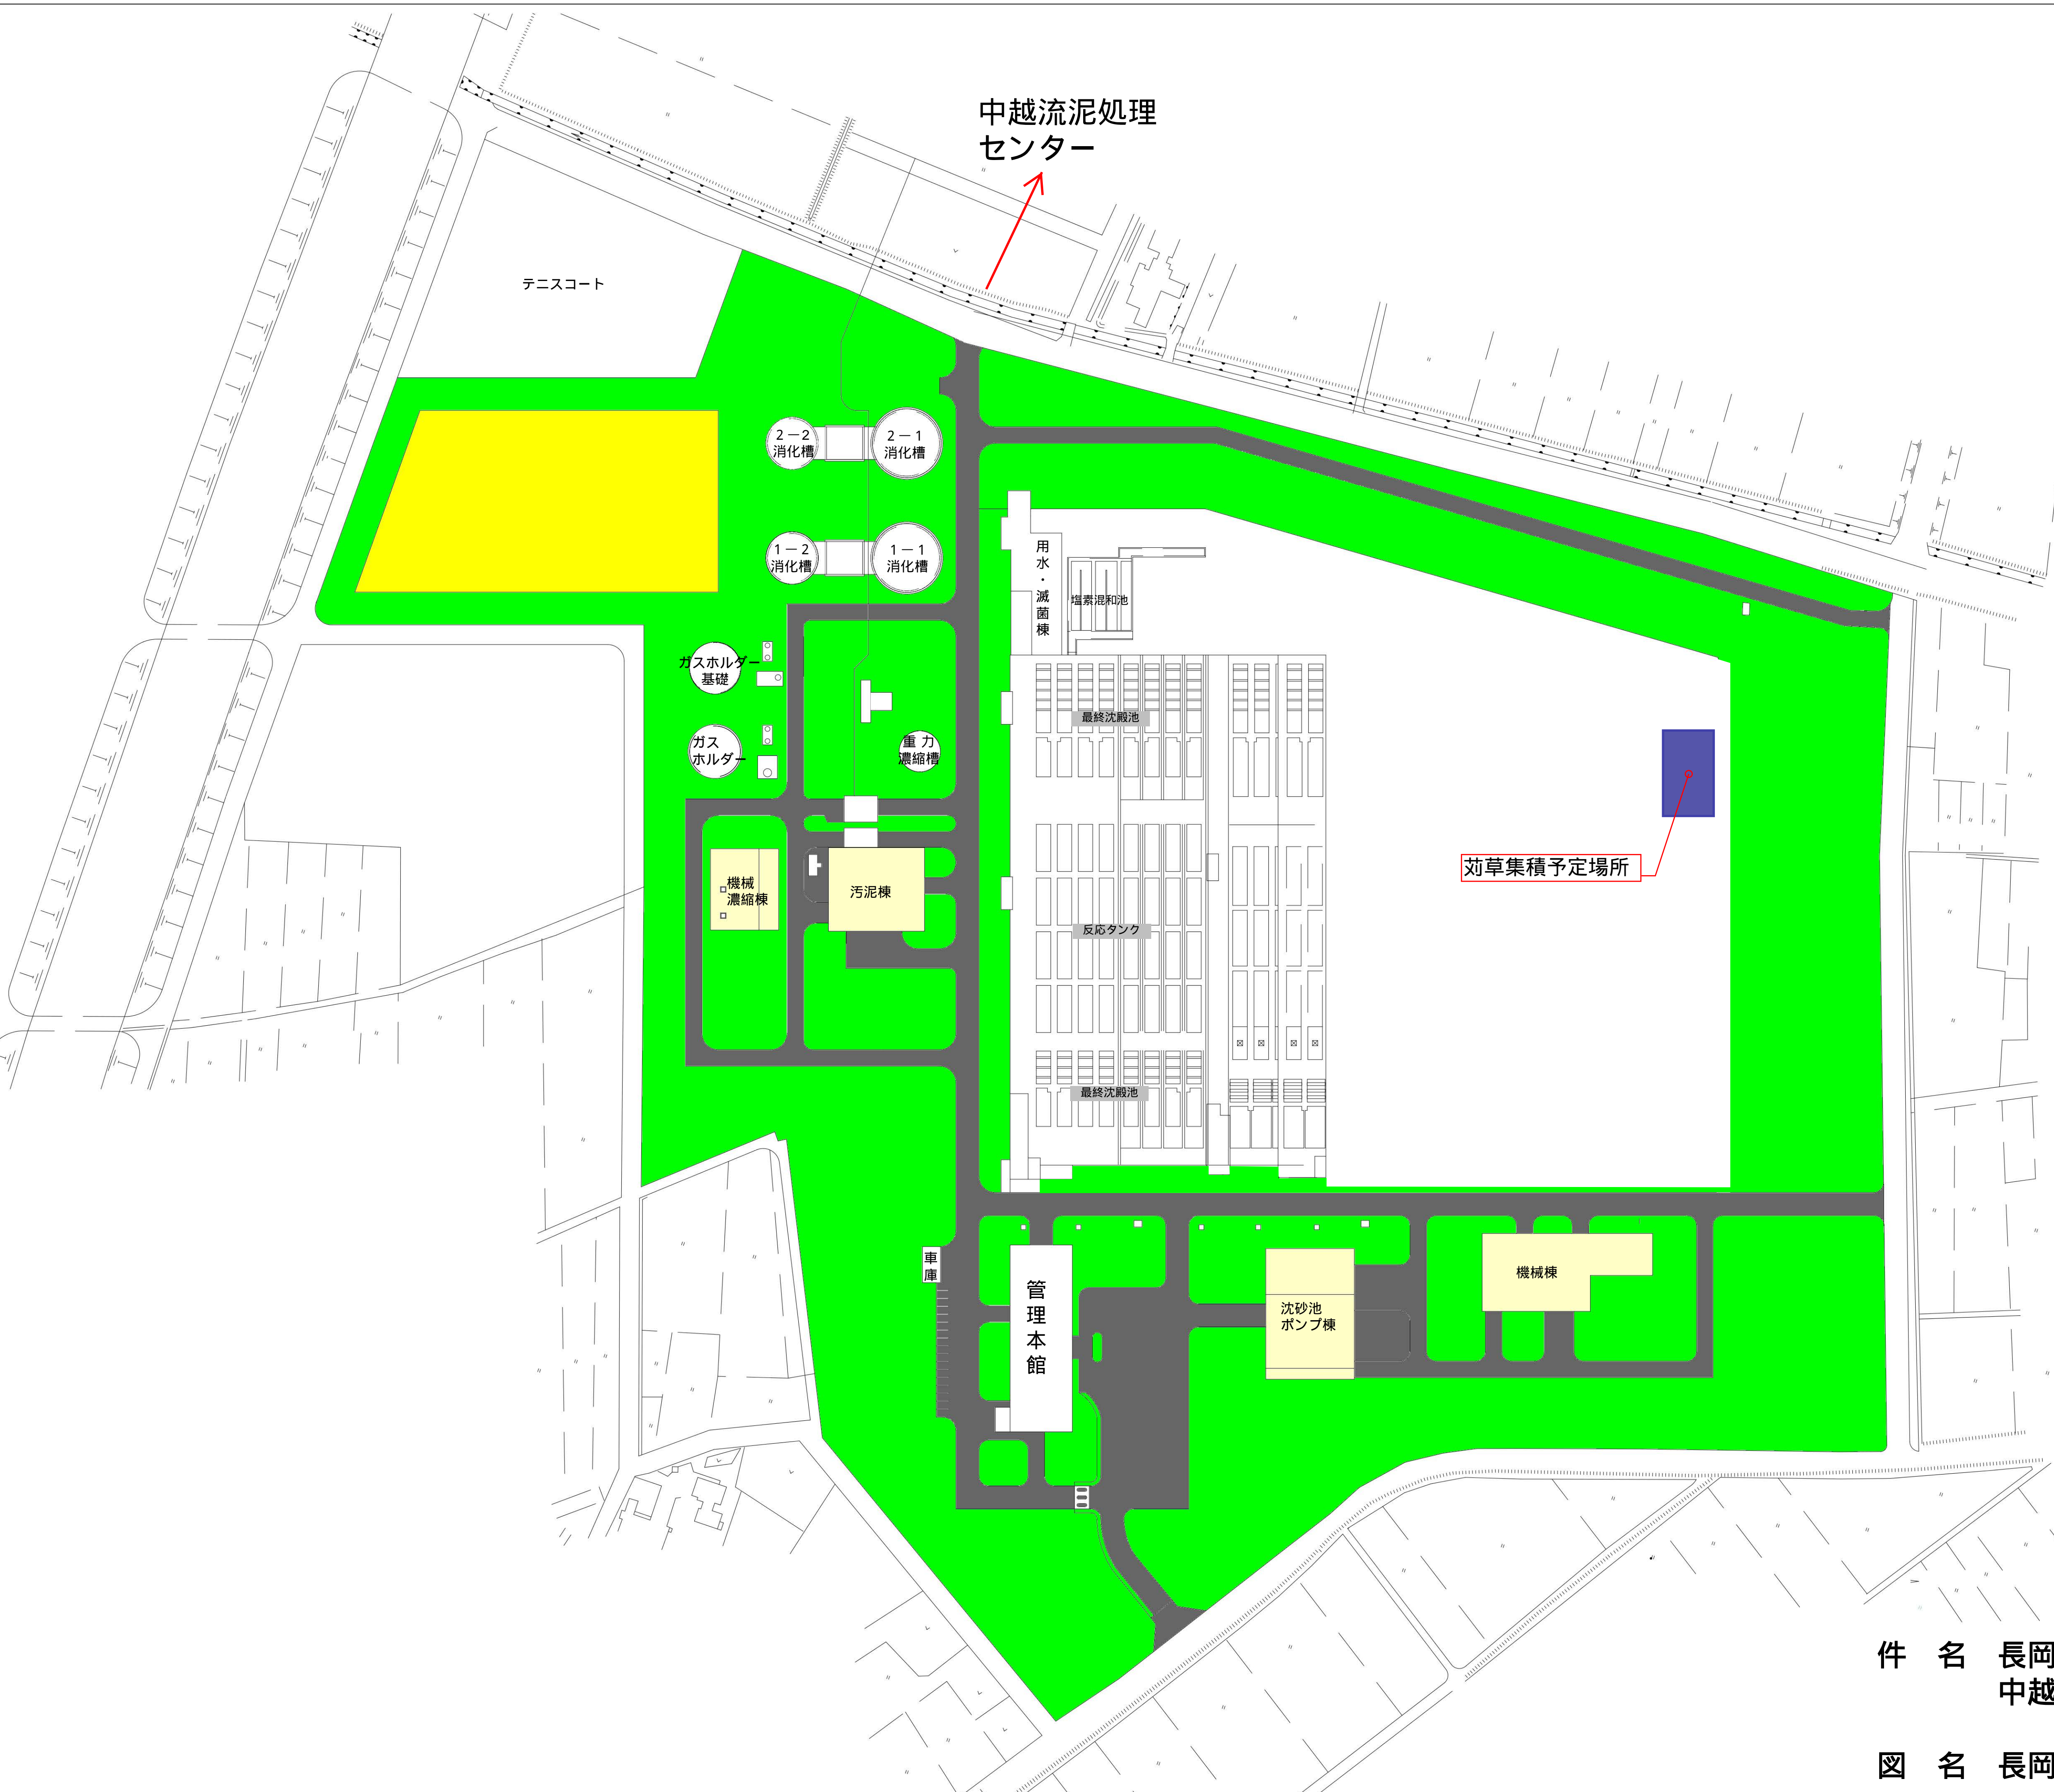 中越流泥処理
センター
テニスコート
2－2
消化槽
2－1
消化槽
1－2
消化槽
1－1
消化槽
用水・滅菌棟
塩素混和池
ガスホルダー
基礎
最終沈殿池
ガス
ホルダー
重力
濃縮槽
苅草集積予定場所
機械
濃縮棟
汚泥棟
反応タンク
最終沈殿池
車庫
管理本館
機械棟
沈砂池
ポンプ棟
件 名 長岡
中越
図 名 長岡